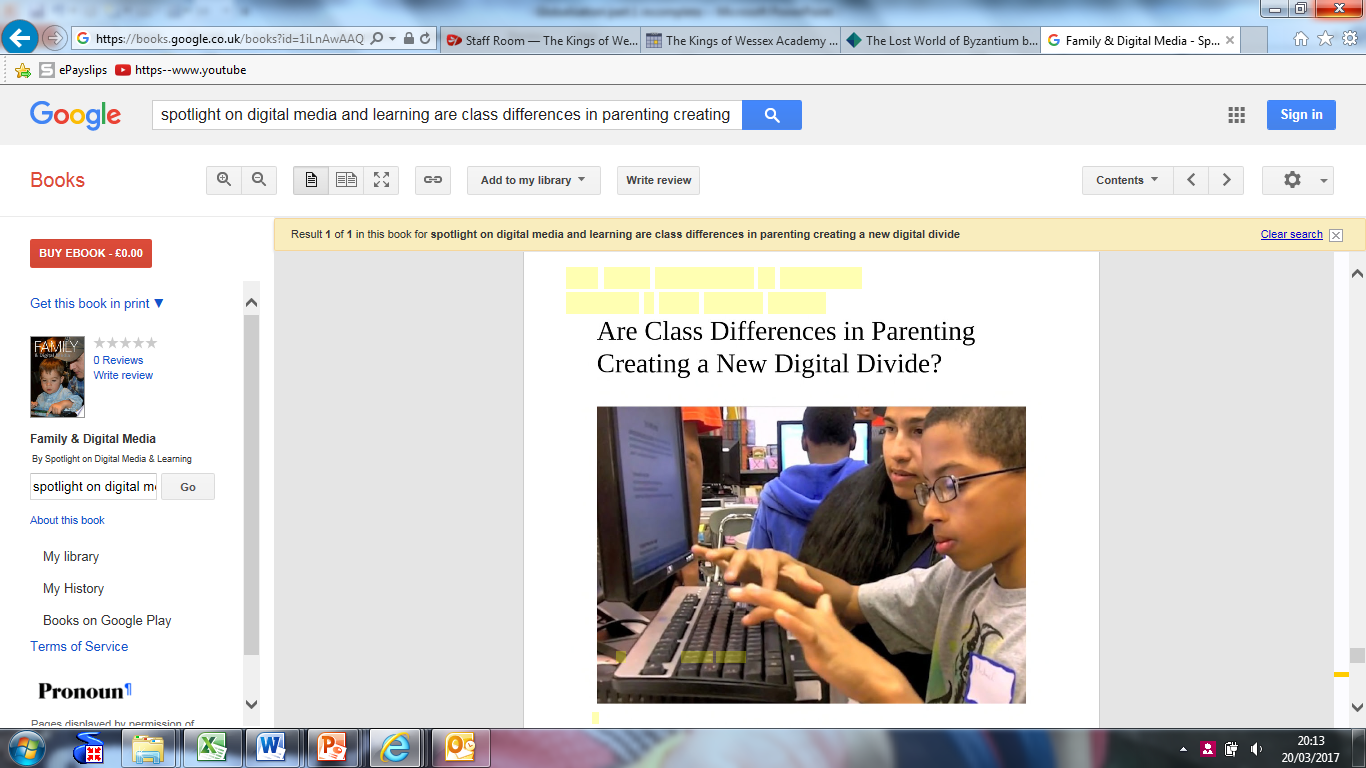 https://books.google.co.uk/books?id=1iLnAwAAQ
Staff Room — The Kings of We...
The Kings of Wessex Academy ...
The Lost World of Byzantium b...
Family & Digital Media - Sp...
ePayslips
https--www.youtube
Google
spotlight on digital media and learning are class differences in parenting creating
Sign in
Books
Add to my library
Write review
Contents
BUY EBOOK - £0.00
Result 1 of 1 in this book for spotlight on digital media and learning are class differences in parenting creating a new digital divide
Clear search
Get this book in print ▼
FAMILY
0 Reviews
Write review
Family & Digital Media
By Spotlight on Digital Media & Learning
spotlight on digital me
Go
About this book
My library
My History
Books on Google Play
Terms of Service
Pronoun¶
Pages displayed by permission of
Are Class Differences in Parenting
Creating a New Digital Divide?
20:13
20/03/2017